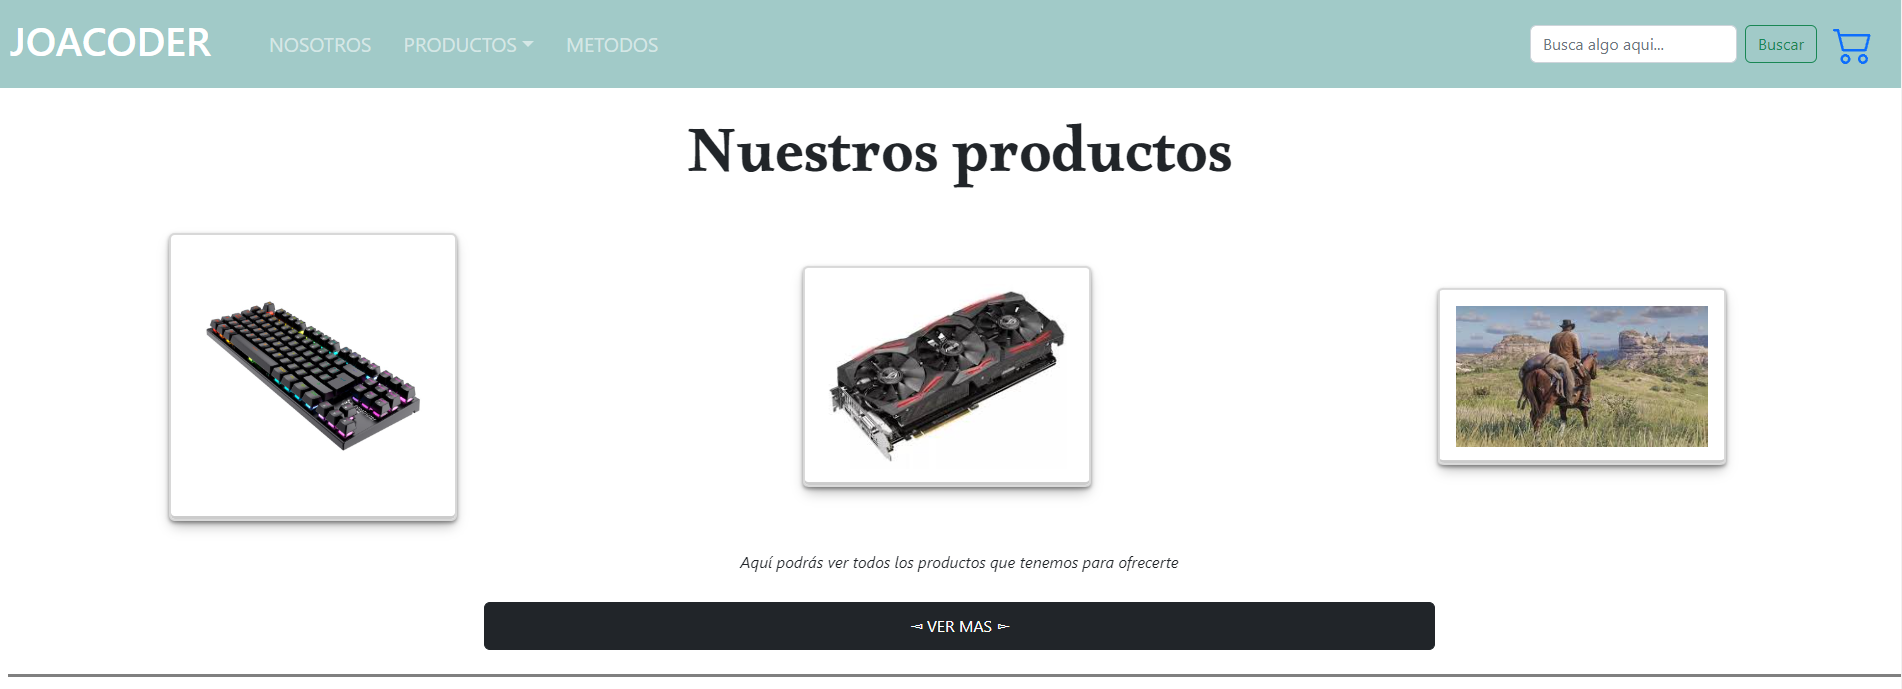 JOACODER NOSOTROS PRODUCTOS METODOS Busca algo aqui... Buscar
Nuestros productos
Aquí podrás ver todos los productos que tenemos para ofrecerte
VER MAS